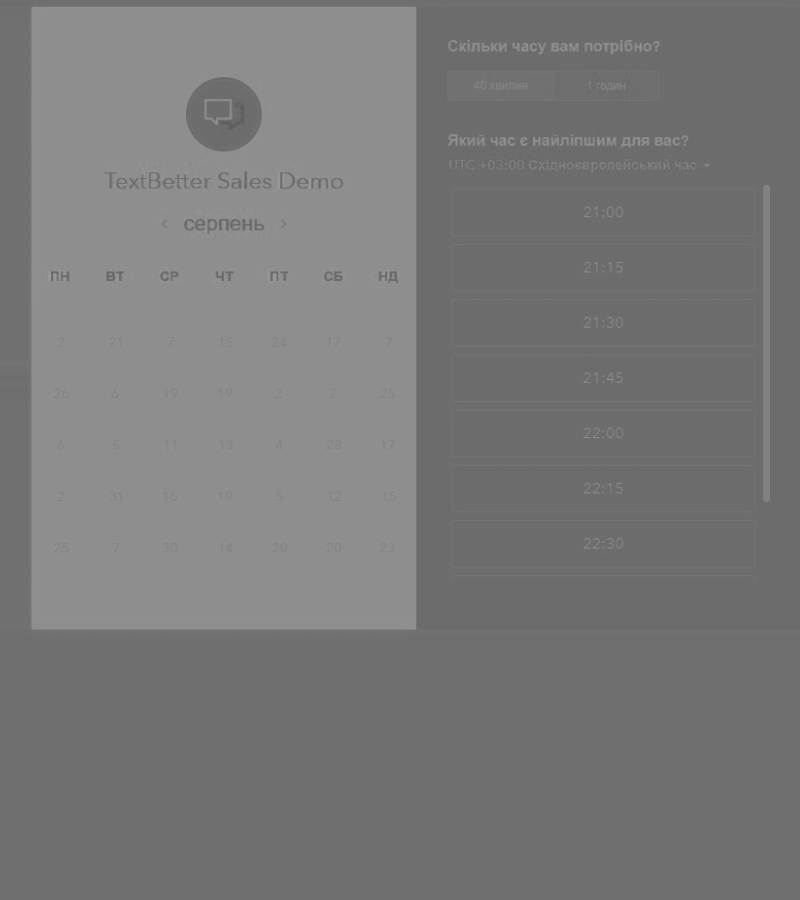 TextBetter Sales Demo
< серпень >
ПН ВТ СР ЧТ ПТ СБ НД
2 21 7 15 24 17 7
26 6 19 19 2 2 25
6 5 11 13 4 28 17
2 31 16 19 5 12 15
25 7 30 14 20 20 23
Скільки часу вам потрібно?
40 хвилин 1 годин
Який час є найліпшим для вас?
UTC +03:00 Східноєвропейський час
21:00
21:15
21:30
21:45
22:00
22:15
22:30